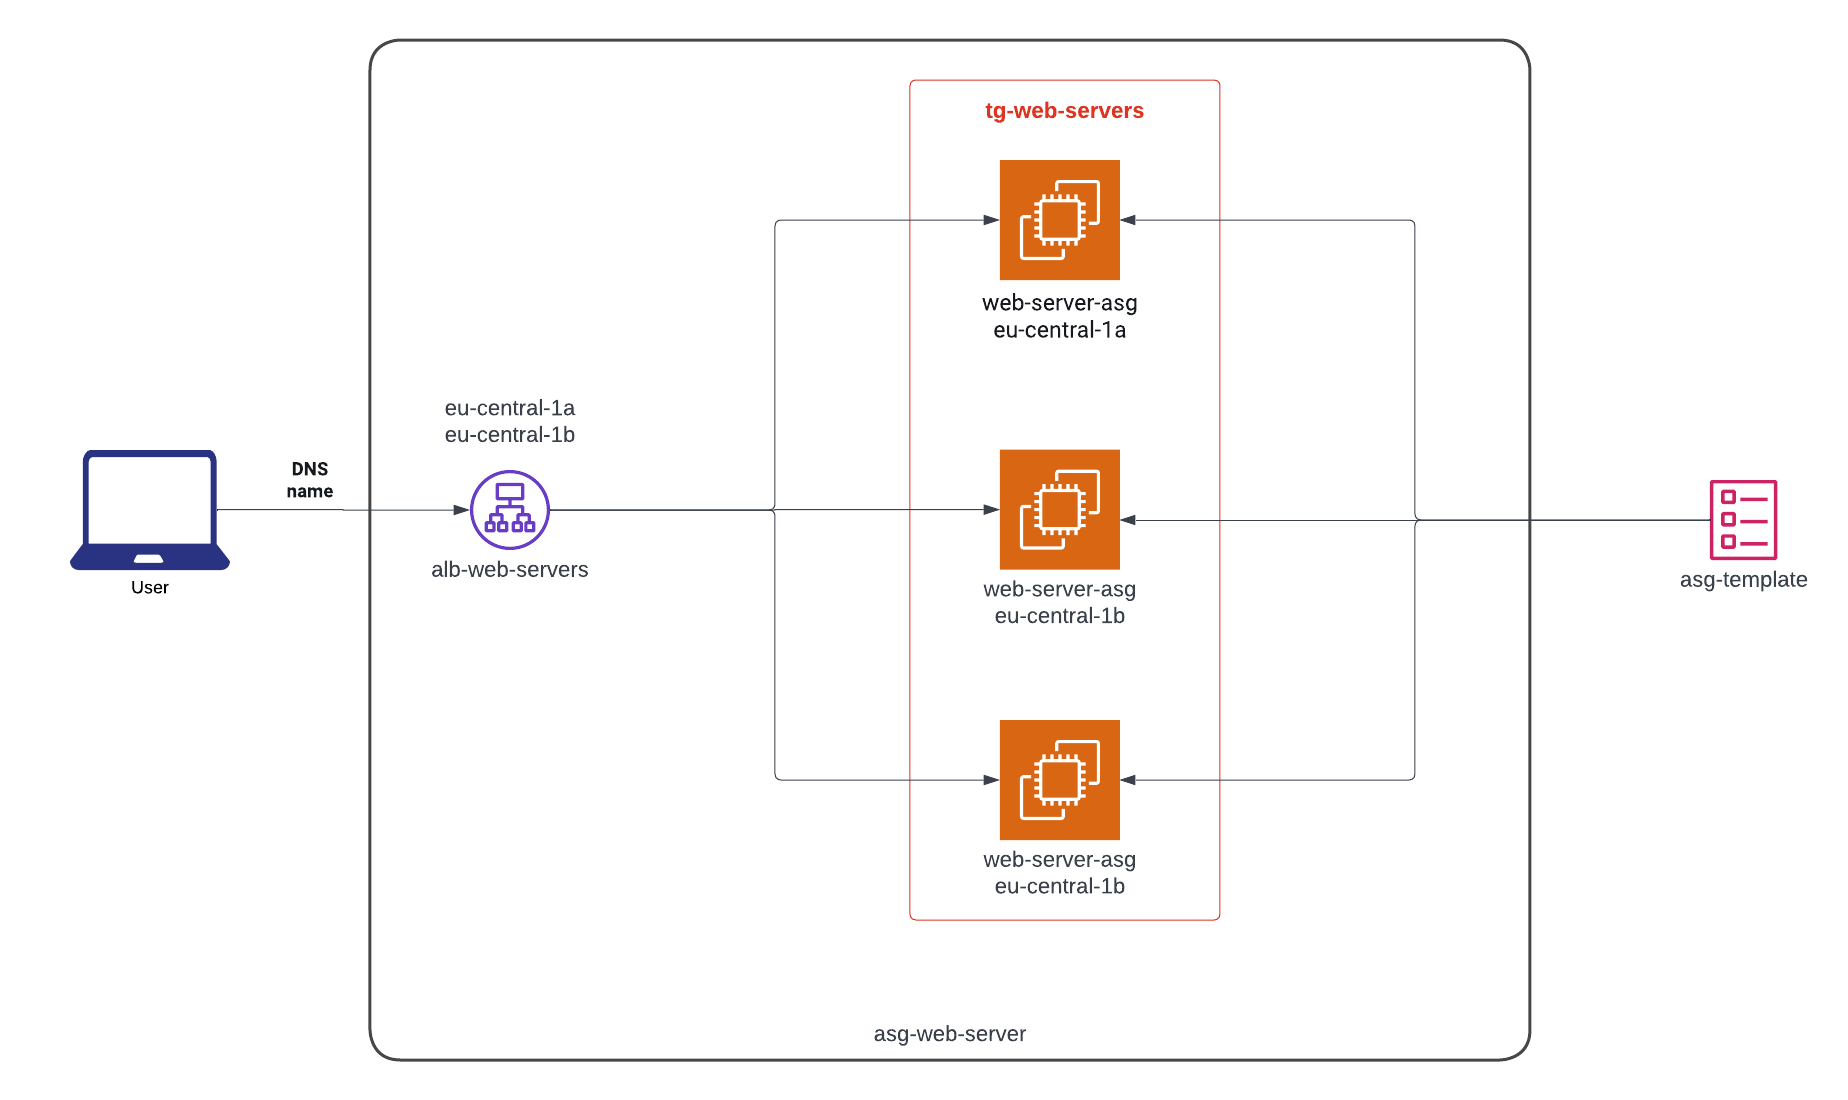 tg-web-servers
web-server-asg
eu-central-1a
eu-central-1a
eu-central-1b
DNS
name
alb-web-servers
User
web-server-asg
eu-central-1b
asg-template
web-server-asg
eu-central-1b
asg-web-server